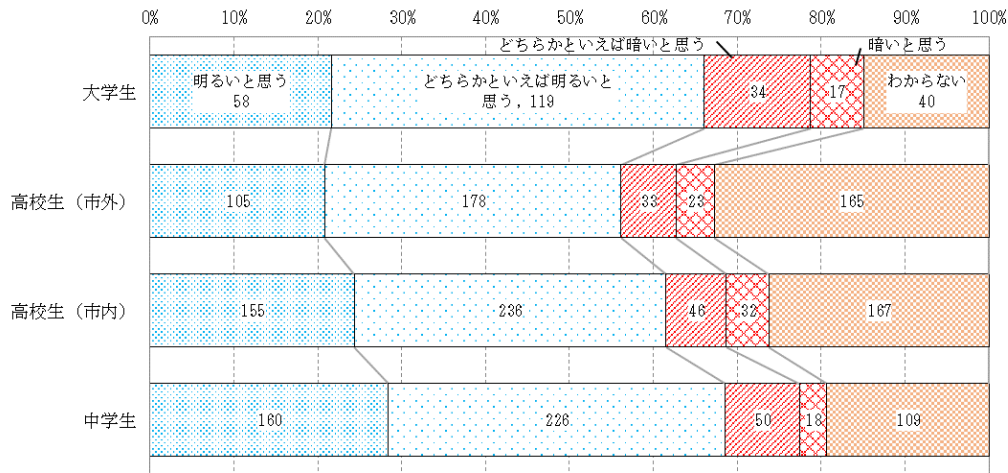 0% 10% 20% 30% 40% 50% 60% 70% 80% 90% 100%
どちらかといえば暗いと思う 暗いと思う
大学生
明るいと思う
58
どちらかといえば明るいと
思う, 119
34
17
わからない
40
高校生（市外）
105 178 33 23 165
高校生（市内）
155 236 46 32 167
中学生
160 226 50 18 109